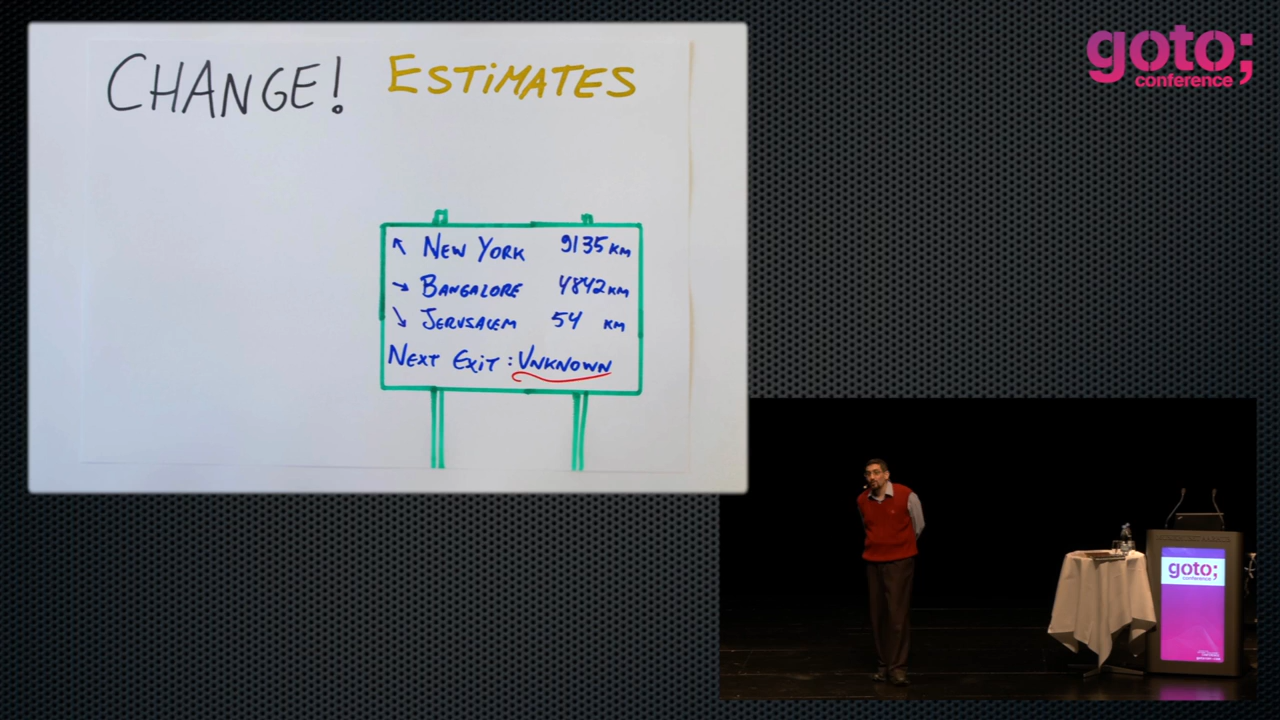 CHANGE! ESTIMATES
↖ NEW YORK 9135 KM
→ BANGALORE 4842 KM
↘ JERUSALEM 54 KM
NEXT EXIT : UNKNOWN
goto;
conference
goto;
conference